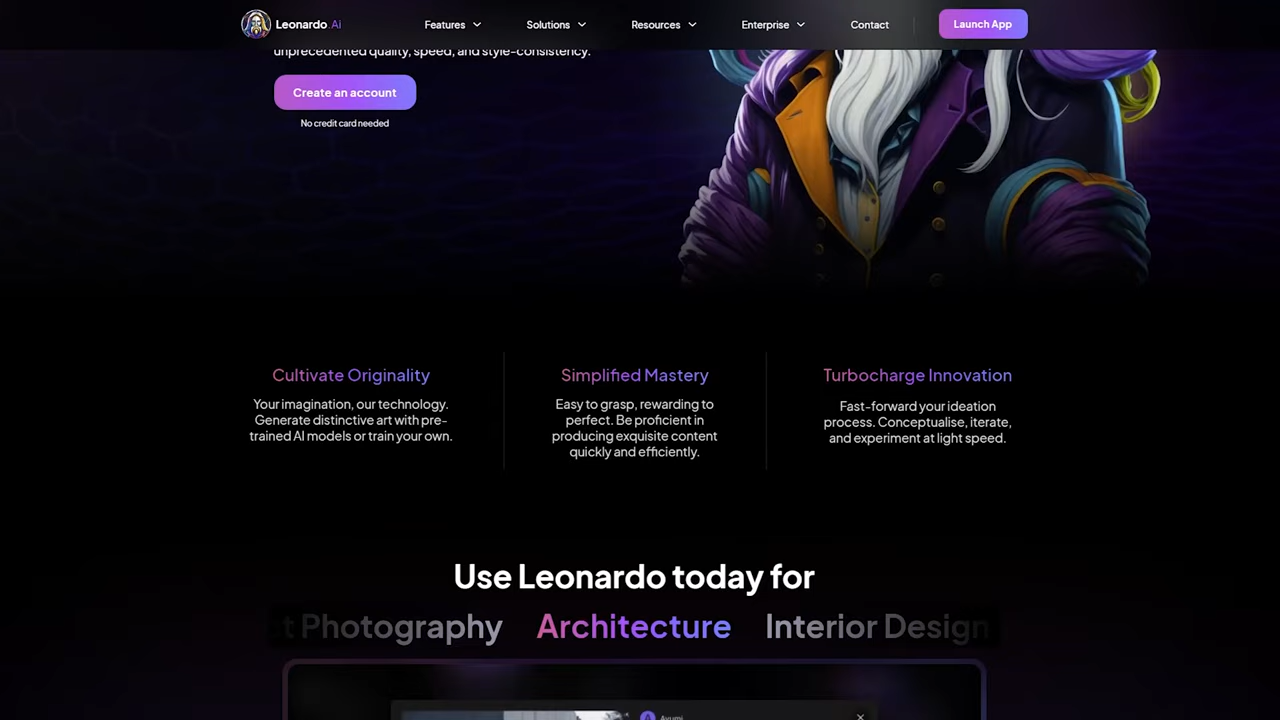 Leonardo Ai
Features
Solutions
Resources
Enterprise
Contact
Launch App
unprecedented quality, speed, and style-consistency.
Create an account
No credit card needed
Cultivate Originality
Your imagination, our technology.
Generate distinctive art with pre-
trained AI models or train your own.
Simplified Mastery
Easy to grasp, rewarding to
perfect. Be proficient in
producing exquisite content
quickly and efficiently.
Turbocharge Innovation
Fast-forward your ideation
process. Conceptualise, iterate,
and experiment at light speed.
Use Leonardo today for
t Photography Architecture Interior Design
Ayumi